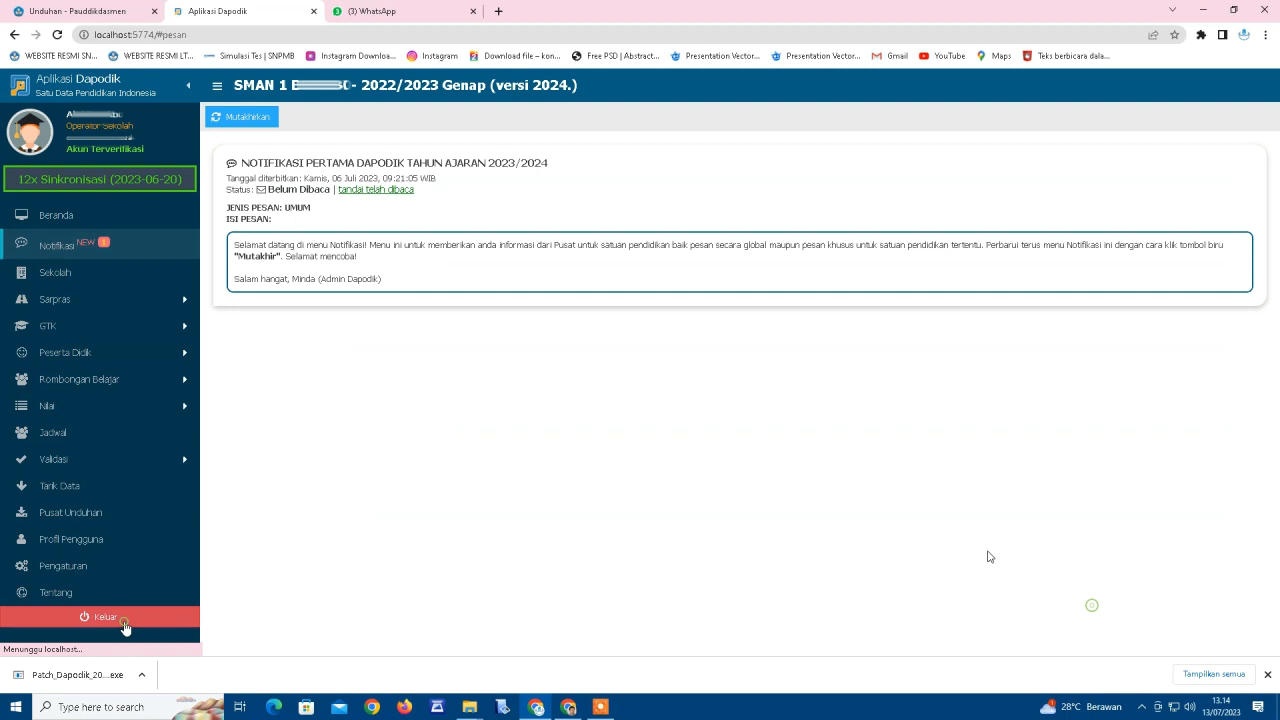 Unduhan - Pauddikdasmen
Aplikasi Dapodik
(3) WhatsApp
localhost:5774/#pesan
WEBSITE RESMI SN...
WEBSITE RESMI LT...
Simulasi Tes | SNPMB
Instagram Downloa...
Instagram
Download file – kon...
Free PSD | Abstract...
Presentation Vector...
Presentation Vector...
Gmail
YouTube
Maps
Teks berbicara dala...
Aplikasi Dapodik
Satu Data Pendidikan Indonesia
SMAN 1 - 2022/2023 Genap (versi 2024.)
Operator Sekolah
Akun Terverifikasi
12x Sinkronisasi (2023-06-20)
Beranda
Notifikasi NEW 1
Sekolah
Sarpras
GTK
Peserta Didik
Rombongan Belajar
Nilai
Jadwal
Validasi
Tarik Data
Pusat Unduhan
Profil Pengguna
Pengaturan
Tentang
Keluar
Menunggu localhost...
Mutakhirkan
NOTIFIKASI PERTAMA DAPODIK TAHUN AJARAN 2023/2024
Tanggal diterbitkan: Kamis, 06 Juli 2023, 09:21:05 WIB
Status: Belum Dibaca | tandai telah dibaca
JENIS PESAN: UMUM
ISI PESAN:
Selamat datang di menu Notifikasi! Menu ini untuk memberikan anda informasi dari Pusat untuk satuan pendidikan baik pesan secara global maupun pesan khusus untuk satuan pendidikan tertentu. Perbarui terus menu Notifikasi ini dengan cara klik tombol biru
"Mutakhir". Selamat mencoba!
Salam hangat, Minda (Admin Dapodik)
Patch_Dapodik_20....exe
Tampilkan semua
Type here to search
28°C Berawan
13.14
13/07/2023